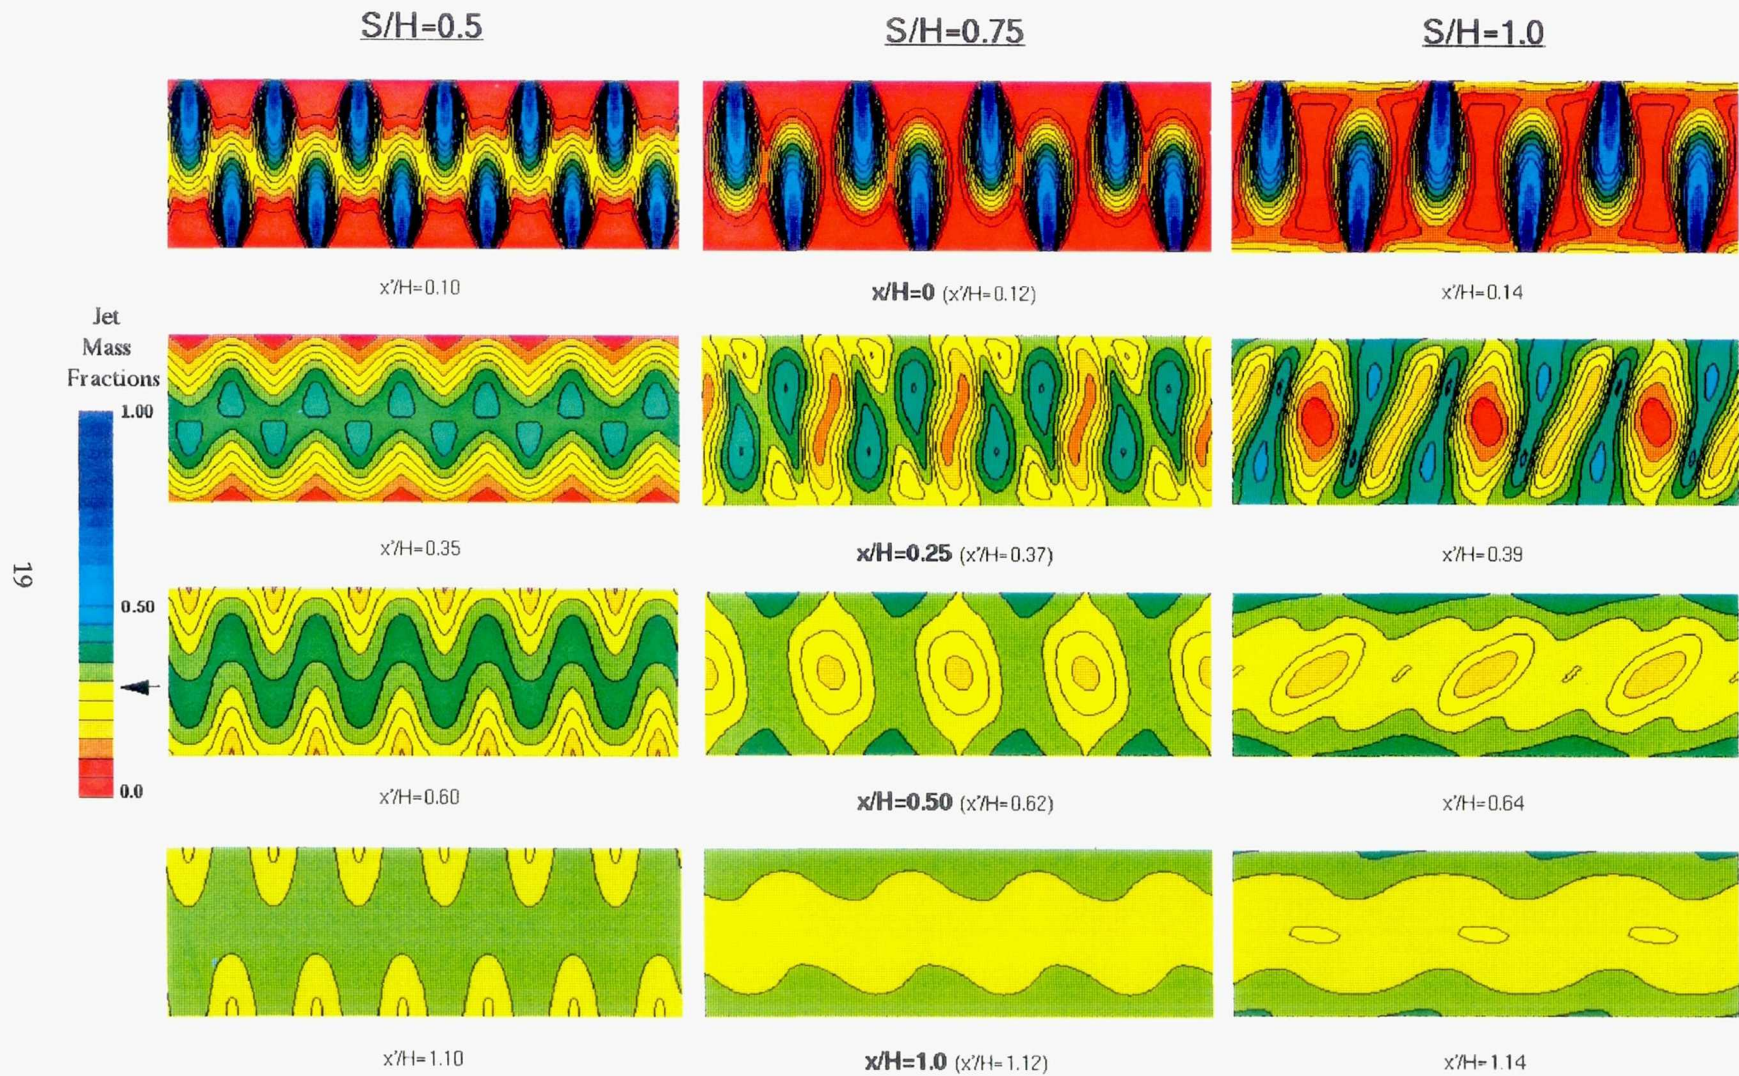 S/H=0.5
S/H=0.75
S/H=1.0
x'/H=0.10
x/H=0 (x'/H=0.12)
x'/H=0.14
Jet
Mass
Fractions
1.00
0.50
0.0
x'/H=0.35
x/H=0.25 (x'/H=0.37)
x'/H=0.39
19
x'/H=0.60
x/H=0.50 (x'/H=0.62)
x'/H=0.64
x'/H=1.10
x/H=1.0 (x'/H=1.12)
x'/H=1.14